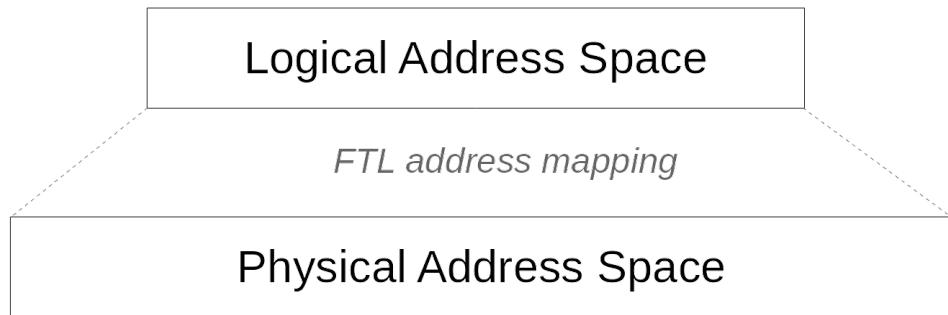 Logical Address Space
FTL address mapping
Physical Address Space